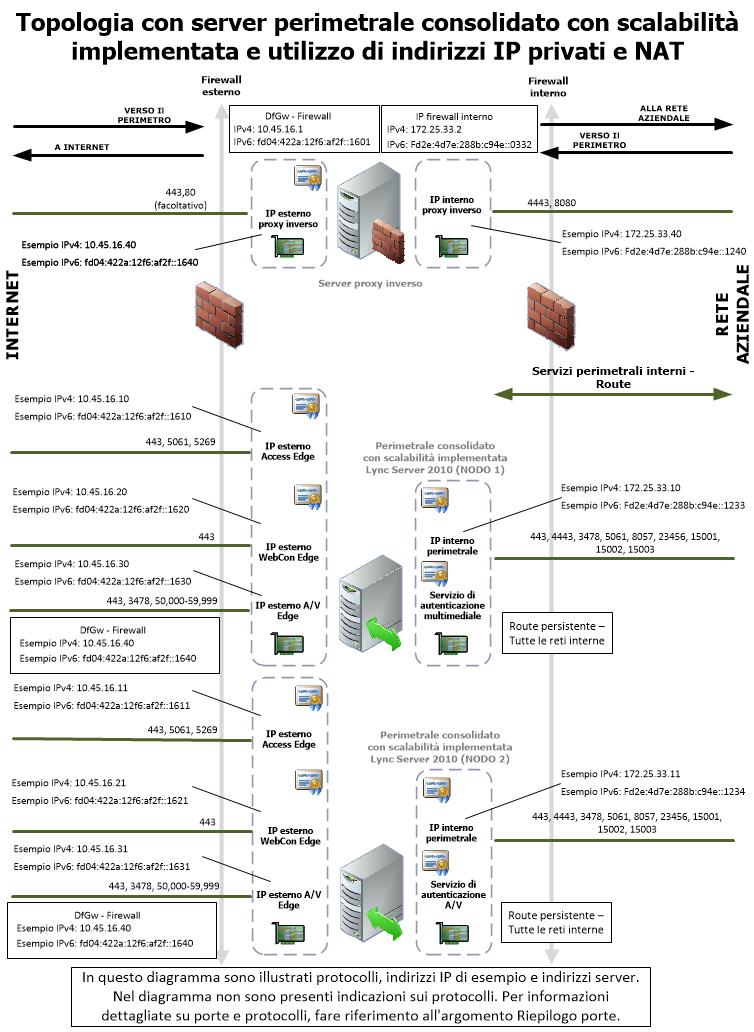 Topologia con server perimetrale consolidato con scalabilità
implementata e utilizzo di indirizzi IP privati e NAT
Firewall
esterno
Firewall
interno
VERSO Il
PERIMETRO
A INTERNET
DfGw - Firewall
IPv4: 10.45.16.1
IPv6: fd04:422a:12f6:af2f::1601
IP firewall interno
IPv4: 172.25.33.2
IPv6: Fd2e:4d7e:288b:c94e::0332
ALLA RETE
AZIENDALE
VERSO Il
PERIMETRO
443,80
(facoltativo)
IP esterno
proxy inverso
IP interno
proxy inverso
4443, 8080
Esempio IPv4: 10.45.16.40
Esempio IPv6: fd04:422a:12f6:af2f::1640
Esempio IPv4: 172.25.33.40
Esempio IPv6: Fd2e:4d7e:288b:c94e::1240
Server proxy inverso
INTERNET
RETE
AZIENDALE
Servizi perimetrali interni -
Route
Esempio IPv4: 10.45.16.10
Esempio IPv6: fd04:422a:12f6:af2f::1610
443, 5061, 5269
IP esterno
Access Edge
Perimetrale consolidato
con scalabilità implementata
Lync Server 2010 (NODO 1)
Esempio IPv4: 10.45.16.20
Esempio IPv6: fd04:422a:12f6:af2f::1620
443
IP esterno
WebCon Edge
Esempio IPv4: 172.25.33.10
Esempio IPv6: Fd2e:4d7e:288b:c94e::1233
IP interno
perimetrale
443, 4443, 3478, 5061, 8057, 23456, 15001,
15002, 15003
Esempio IPv4: 10.45.16.30
Esempio IPv6: fd04:422a:12f6:af2f::1630
443, 3478, 50,000-59,999
IP esterno A/V
Edge
Servizio di
autenticazione
multimediale
DfGw - Firewall
Esempio IPv4: 10.45.16.40
Esempio IPv6: fd04:422a:12f6:af2f::1640
Route persistente –
Tutte le reti interne
Esempio IPv4: 10.45.16.11
Esempio IPv6: fd04:422a:12f6:af2f::1611
443, 5061, 5269
IP esterno
Access Edge
Perimetrale consolidato
con scalabilità implementata
Lync Server 2010 (NODO 2)
Esempio IPv4: 10.45.16.21
Esempio IPv6: fd04:422a:12f6:af2f::1621
443
IP esterno
WebCon Edge
Esempio IPv4: 172.25.33.11
Esempio IPv6: Fd2e:4d7e:288b:c94e::1234
IP interno
perimetrale
443, 4443, 3478, 5061, 8057, 23456, 15001,
15002, 15003
Esempio IPv4: 10.45.16.31
Esempio IPv6: fd04:422a:12f6:af2f::1631
443, 3478, 50,000-59,999
IP esterno A/V
Edge
Servizio di
autenticazione
A/V
DfGw - Firewall
Esempio IPv4: 10.45.16.40
Esempio IPv6: fd04:422a:12f6:af2f::1640
Route persistente –
Tutte le reti interne
In questo diagramma sono illustrati protocolli, indirizzi IP di esempio e indirizzi server.
Nel diagramma non sono presenti indicazioni sui protocolli. Per informazioni
dettagliate su porte e protocolli, fare riferimento all'argomento Riepilogo porte.